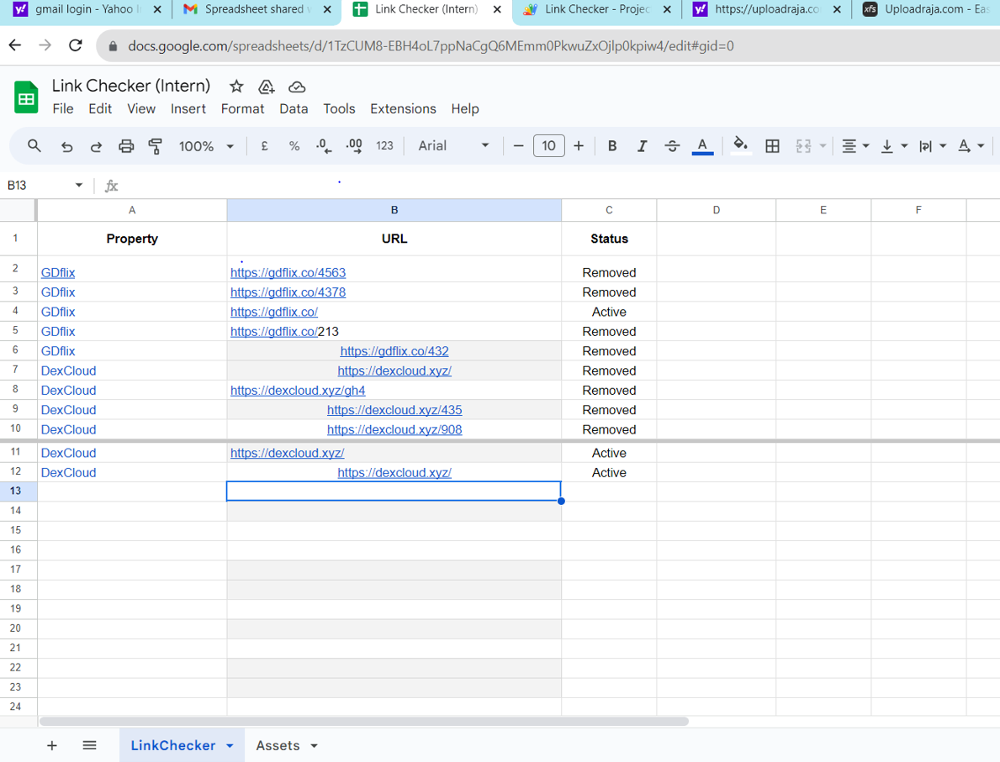 gmail login - Yahoo
Spreadsheet shared
Link Checker (Intern)
Link Checker - Projec
https://uploadraja.co
Uploadraja.com - Eas
docs.google.com/spreadsheets/d/1TzCUM8-EBH4oL7ppNaCgQ6MEmm0PkwuZxOjlp0kpiw4/edit#gid=0
Link Checker (Intern)
File Edit View Insert Format Data Tools Extensions Help
100% £ % .0 .00 123 Arial 10 B I S A A
B13 fx
A B C D E F
1 Property URL Status
2 GDflix https://gdflix.co/4563 Removed
3 GDflix https://gdflix.co/4378 Removed
4 GDflix https://gdflix.co/ Active
5 GDflix https://gdflix.co/213 Removed
6 GDflix https://gdflix.co/432 Removed
7 DexCloud https://dexcloud.xyz/ Removed
8 DexCloud https://dexcloud.xyz/gh4 Removed
9 DexCloud https://dexcloud.xyz/435 Removed
10 DexCloud https://dexcloud.xyz/908 Removed
11 DexCloud https://dexcloud.xyz/ Active
12 DexCloud https://dexcloud.xyz/ Active
13
14
15
16
17
18
19
20
21
22
23
24
LinkChecker Assets